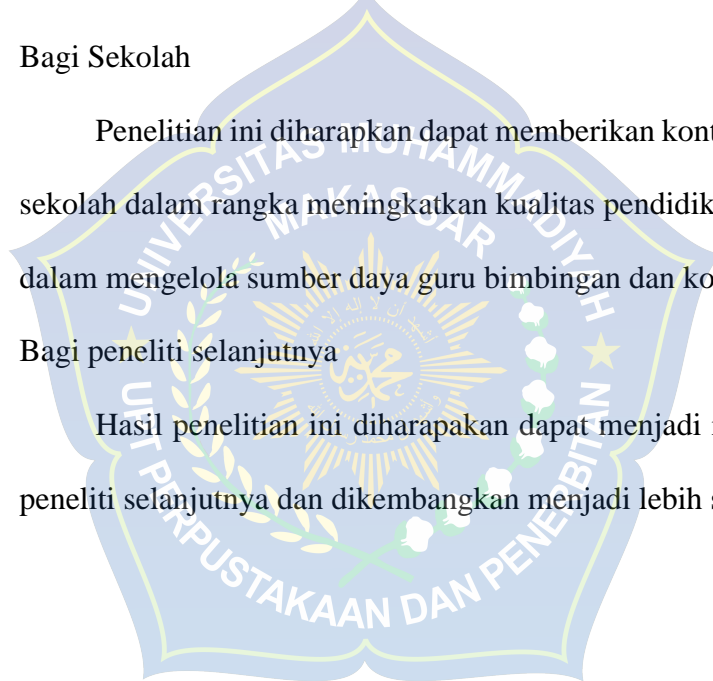 Bagi Sekolah
Penelitian ini diharapkan dapat memberikan kont
sekolah dalam rangka meningkatkan kualitas pendidik
dalam mengelola sumber daya guru bimbingan dan ko
Bagi peneliti selanjutnya
Hasil penelitian ini diharapakan dapat menjadi
peneliti selanjutnya dan dikembangkan menjadi lebih s
UNIVERSITAS MUHAMMADIYAH
MAKASSAR
UPT PERPUSTAKAAN DAN PENERBITAN